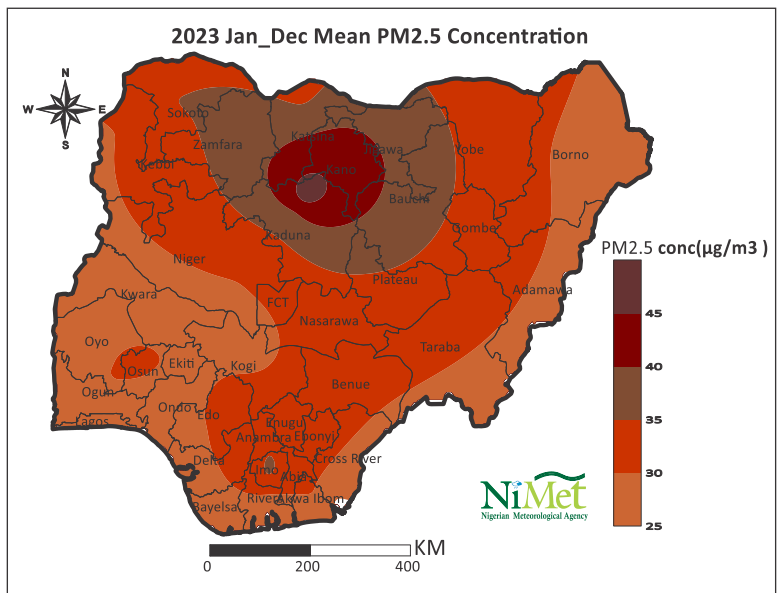 2023 Jan_Dec Mean PM2.5 Concentration
N
W E
S
Sokoto
Zamfara
Katsina
Jigawa
Yobe
Borno
Kebbi
Kano
Bauchi
Gombe
Kaduna
Niger
Plateau
Adamawa
Kwara
FCT
Nasarawa
Oyo
Osun
Ekiti
Kogi
Taraba
Benue
Ogun
Ondo
Edo
Lagos
Enugu
Anambra
Ebonyi
Delta
Imo
Abia
Cross River
Bayelsa
Rivers
Akwa Ibom
PM2.5 conc(µg/m3 )
45
40
35
30
25
NiMet
Nigerian Meteorological Agency
KM
0 200 400